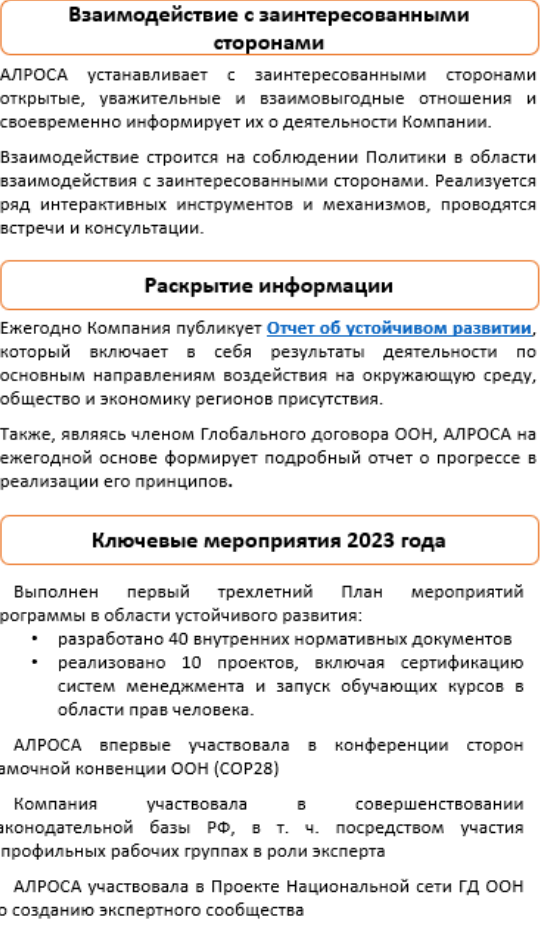 Взаимодействие с заинтересованными
сторонами
АЛРОСА устанавливает с заинтересованными сторонами
открытые, уважительные и взаимовыгодные отношения и
своевременно информирует их о деятельности Компании.
Взаимодействие строится на соблюдении Политики в области
взаимодействия с заинтересованными сторонами. Реализуется
ряд интерактивных инструментов и механизмов, проводятся
встречи и консультации.
Раскрытие информации
Ежегодно Компания публикует Отчет об устойчивом развитии,
который включает в себя результаты деятельности по
основным направлениям воздействия на окружающую среду,
общество и экономику регионов присутствия.
Также, являясь членом Глобального договора ООН, АЛРОСА на
ежегодной основе формирует подробный отчет о прогрессе в
реализации его принципов.
Ключевые мероприятия 2023 года
Выполнен первый трехлетний План мероприятий
рограммы в области устойчивого развития:
• разработано 40 внутренних нормативных документов
• реализовано 10 проектов, включая сертификацию
систем менеджмента и запуск обучающих курсов в
области прав человека.
АЛРОСА впервые участвовала в конференции сторон
амочной конвенции ООН (COP28)
Компания участвовала в совершенствовании
аконодательной базы РФ, в т. ч. посредством участия
профильных рабочих группах в роли эксперта
АЛРОСА участвовала в Проекте Национальной сети ГД ООН
о созданию экспертного сообщества